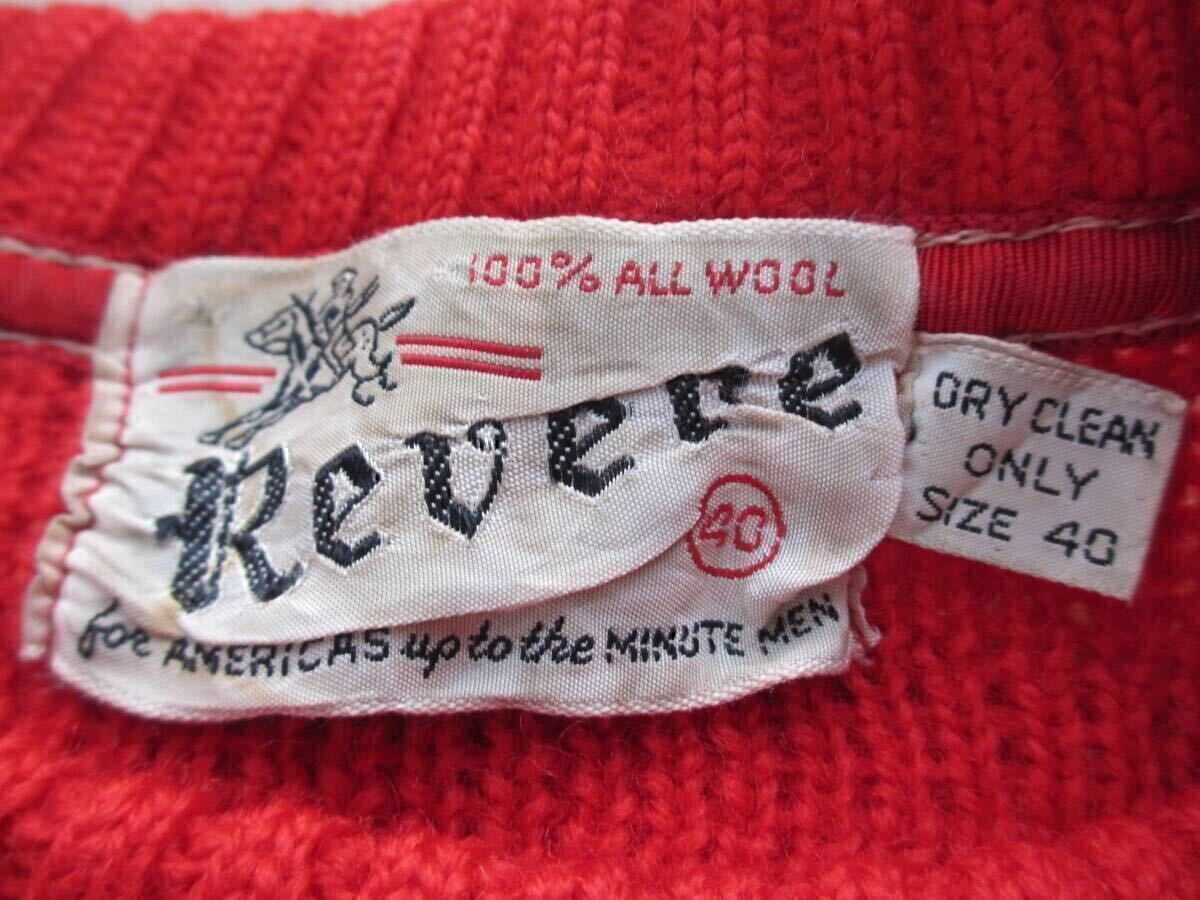 100% ALL WOOL
Revere
40
for AMERICAS up to the MINUTE MEN
DRY CLEAN
ONLY
SIZE 40